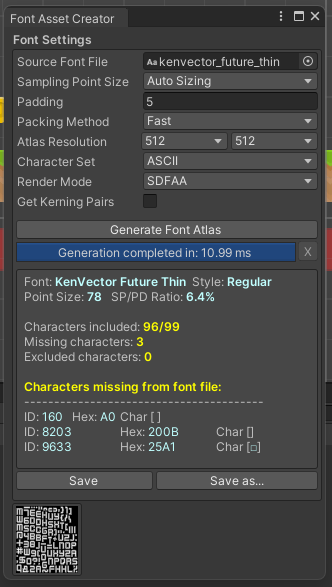 Font Asset Creator
Font Settings
Source Font File Aa kenvector_future_thin
Sampling Point Size Auto Sizing
Padding 5
Packing Method Fast
Atlas Resolution 512 512
Character Set ASCII
Render Mode SDFAA
Get Kerning Pairs
Generate Font Atlas
Generation completed in: 10.99 ms X
Font: KenVector Future Thin Style: Regular
Point Size: 78 SP/PD Ratio: 6.4%
Characters included: 96/99
Missing characters: 3
Excluded characters: 0
Characters missing from font file:
----------------------------------------
ID: 160 Hex: A0 Char [ ]
ID: 8203 Hex: 200B Char []
ID: 9633 Hex: 25A1 Char [□]
Save Save as...